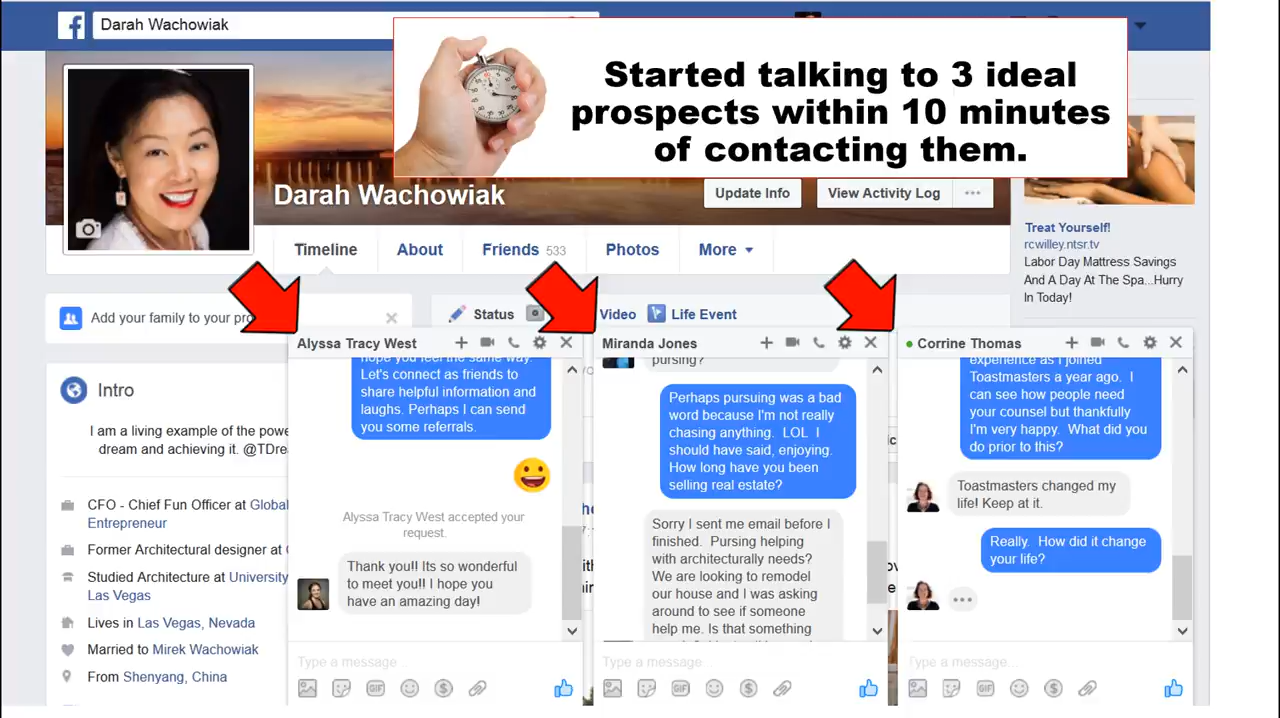 Darah Wachowiak
Started talking to 3 ideal
prospects within 10 minutes
of contacting them.
Darah Wachowiak
Update Info
View Activity Log
Timeline
About
Friends 533
Photos
More
Treat Yourself!
rcwilley.ntsr.tv
Labor Day Mattress Savings
And A Day At The Spa...Hurry
In Today!
Add your family to your pro
Status
Video
Life Event
Intro
I am a living example of the powe
dream and achieving it. @TDrea
CFO - Chief Fun Officer at Global
Entrepreneur
Former Architectural designer at
Studied Architecture at University
Las Vegas
Lives in Las Vegas, Nevada
Married to Mirek Wachowiak
From Shenyang, China
Alyssa Tracy West
hope you feel the same way.
Let's connect as friends to
share helpful information and
laughs. Perhaps I can send
you some referrals.
Alyssa Tracy West accepted your
request.
Thank you!! Its so wonderful
to meet you!! I hope you
have an amazing day!
Type a message...
GIF
Miranda Jones
pursing?
Perhaps pursuing was a bad
word because I'm not really
chasing anything. LOL I
should have said, enjoying.
How long have you been
selling real estate?
Sorry I sent me email before I
finished. Pursing helping
with architecturally needs?
We are looking to remodel
our house and I was asking
around to see if someone
help me. Is that something
Type a message...
GIF
Corrine Thomas
experience as I joined
Toastmasters a year ago. I
can see how people need
your counsel but thankfully
I'm very happy. What did you
do prior to this?
Toastmasters changed my
life! Keep at it.
Really. How did it change
your life?
Type a message...
GIF